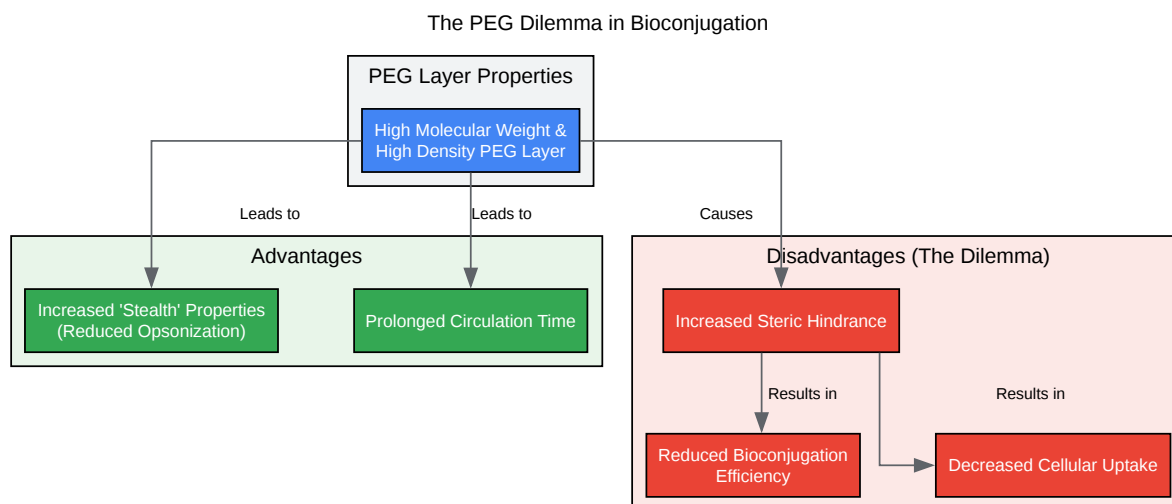 The PEG Dilemma in Bioconjugation
PEG Layer Properties
High Molecular Weight &
High Density PEG Layer
Leads to
Leads to
Causes
Advantages
Increased 'Stealth' Properties
(Reduced Opsonization)
Prolonged Circulation Time
Disadvantages (The Dilemma)
Increased Steric Hindrance
Results in
Results in
Reduced Bioconjugation
Efficiency
Decreased Cellular Uptake